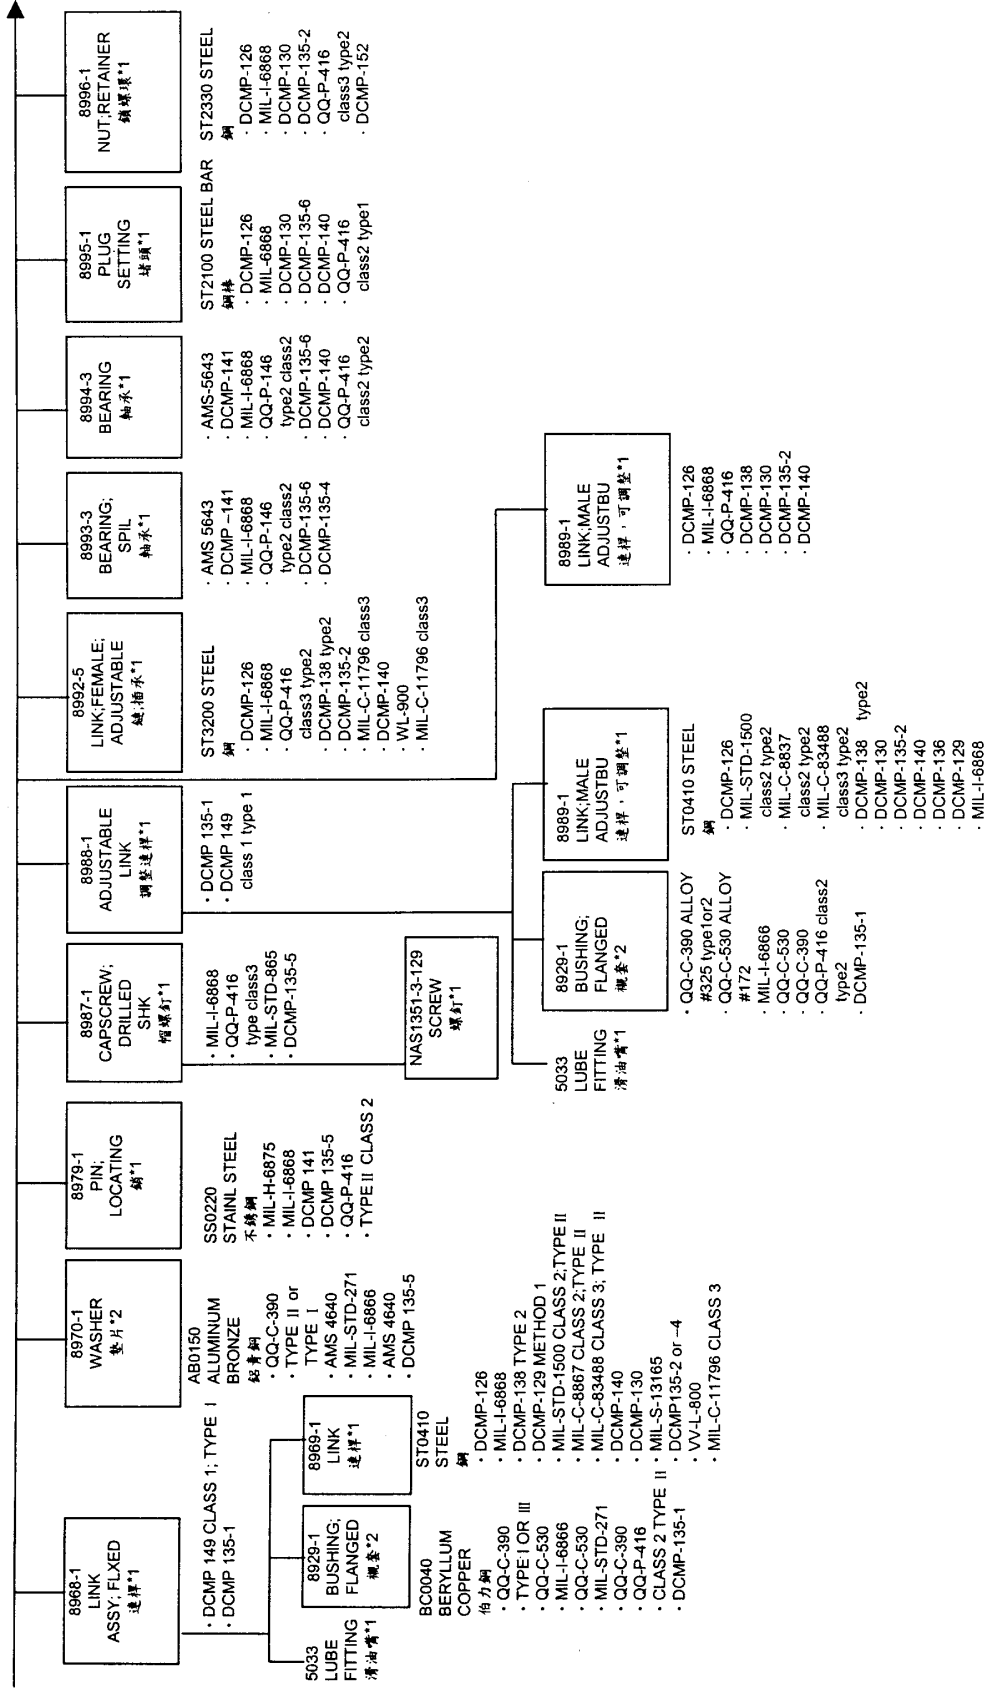 8968-1
LINK
ASSY; FLXED
連桿*1
· DCMP 149 CLASS 1; TYPE I
· DCMP 135-1
5033
LUBE
FITTING
滑油嘴*1
8929-1
BUSHING;
FLANGED
襯套*2
BC0040
BERYLLUM
COPPER
伯力銅
· QQ-C-390
· TYPE I OR III
· QQ-C-530
· MIL-I-6866
· QQ-C-530
· MIL-STD-271
· QQ-C-390
· QQ-P-416
· CLASS 2 TYPE II
· DCMP-135-1
8969-1
LINK
連桿*1
ST0410
STEEL
鋼
· DCMP-126
· MIL-I-6868
· DCMP-138 TYPE 2
· DCMP-129 METHOD 1
· MIL-STD-1500 CLASS 2;TYPE II
· MIL-C-8867 CLASS 2;TYPE II
· MIL-C-83488 CLASS 3; TYPE II
· DCMP-140
· DCMP-130
· MIL-S-13165
· DCMP135-2 or –4
· VV-L-800
· MIL-C-11796 CLASS 3
8970-1
WASHER
墊片*2
AB0150
ALUMINUM
BRONZE
鋁青銅
· QQ-C-390
· TYPE II or
TYPE I
· AMS 4640
· MIL-STD-271
· MIL-I-6866
· AMS 4640
· DCMP 135-5
8979-1
PIN;
LOCATING
銷*1
SS0220
STAINL STEEL
不銹鋼
· MIL-H-6875
· MIL-I-6868
· DCMP 141
· DCMP 135-5
· QQ-P-416
· TYPE II CLASS 2
8987-1
CAPSCREW;
DRILLED
SHK
帽螺釘*1
· MIL-I-6868
· QQ-P-416
type class3
· MIL-STD-865
· DCMP-135-5
NAS1351-3-129
SCREW
螺釘*1
8988-1
ADJUSTABLE
LINK
調整連桿*1
· DCMP 135-1
· DCMP 149
class 1 type 1
5033
LUBE
FITTING
滑油嘴*1
8929-1
BUSHING;
FLANGED
襯套*2
· QQ-C-390 ALLOY
#325 type1or2
· QQ-C-530 ALLOY
#172
· MIL-I-6866
· QQ-C-530
· QQ-C-390
· QQ-P-416 class2
type2
· DCMP-135-1
8989-1
LINK;MALE
ADJUSTBU
連桿，可調整*1
ST0410 STEEL
鋼
· DCMP-126
· MIL-STD-1500
class2 type2
· MIL-C-8837
class2 type2
· MIL-C-83488
class3 type2
· DCMP-138 type2
· DCMP-130
· DCMP-135-2
· DCMP-140
· DCMP-136
· DCMP-129
· MIL-I-6868
8992-5
LINK;FEMALE;
ADJUSTABLE
鏈;插承*1
ST3200 STEEL
鋼
· DCMP-126
· MIL-I-6868
· QQ-P-416
class3 type2
· DCMP-138 type2
· DCMP-135-2
· MIL-C-11796 class3
· DCMP-140
· WL-900
· MIL-C-11796 class3
8989-1
LINK;MALE
ADJUSTBU
連桿，可調整*1
· DCMP-126
· MIL-I-6868
· QQ-P-416
· DCMP-138
· DCMP-130
· DCMP-135-2
· DCMP-140
8993-3
BEARING;
SPIL
軸承*1
· AMS 5643
· DCMP –141
· MIL-I-6868
· QQ-P-146
type2 class2
· DCMP-135-6
· DCMP-135-4
8994-3
BEARING
軸承*1
· AMS-5643
· DCMP-141
· MIL-I-6868
· QQ-P-146
type2 class2
· DCMP-135-6
· DCMP-140
· QQ-P-416
class2 type2
8995-1
PLUG
SETTING
堵頭*1
ST2100 STEEL BAR
鋼棒
· DCMP-126
· MIL-6868
· DCMP-130
· DCMP-135-6
· DCMP-140
· QQ-P-416
class2 type1
8996-1
NUT;RETAINER
鎖螺環*1
ST2330 STEEL
鋼
· DCMP-126
· MIL-I-6868
· DCMP-130
· DCMP-135-2
· QQ-P-416
class3 type2
· DCMP-152